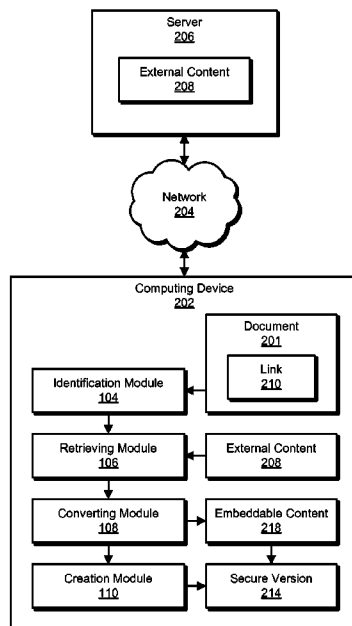 Server
206
External Content
208
Network
204
Computing Device
202
Document
201
Link
210
Identification Module
104
Retrieving Module
106
External Content
208
Converting Module
108
Embeddable Content
218
Creation Module
110
Secure Version
214